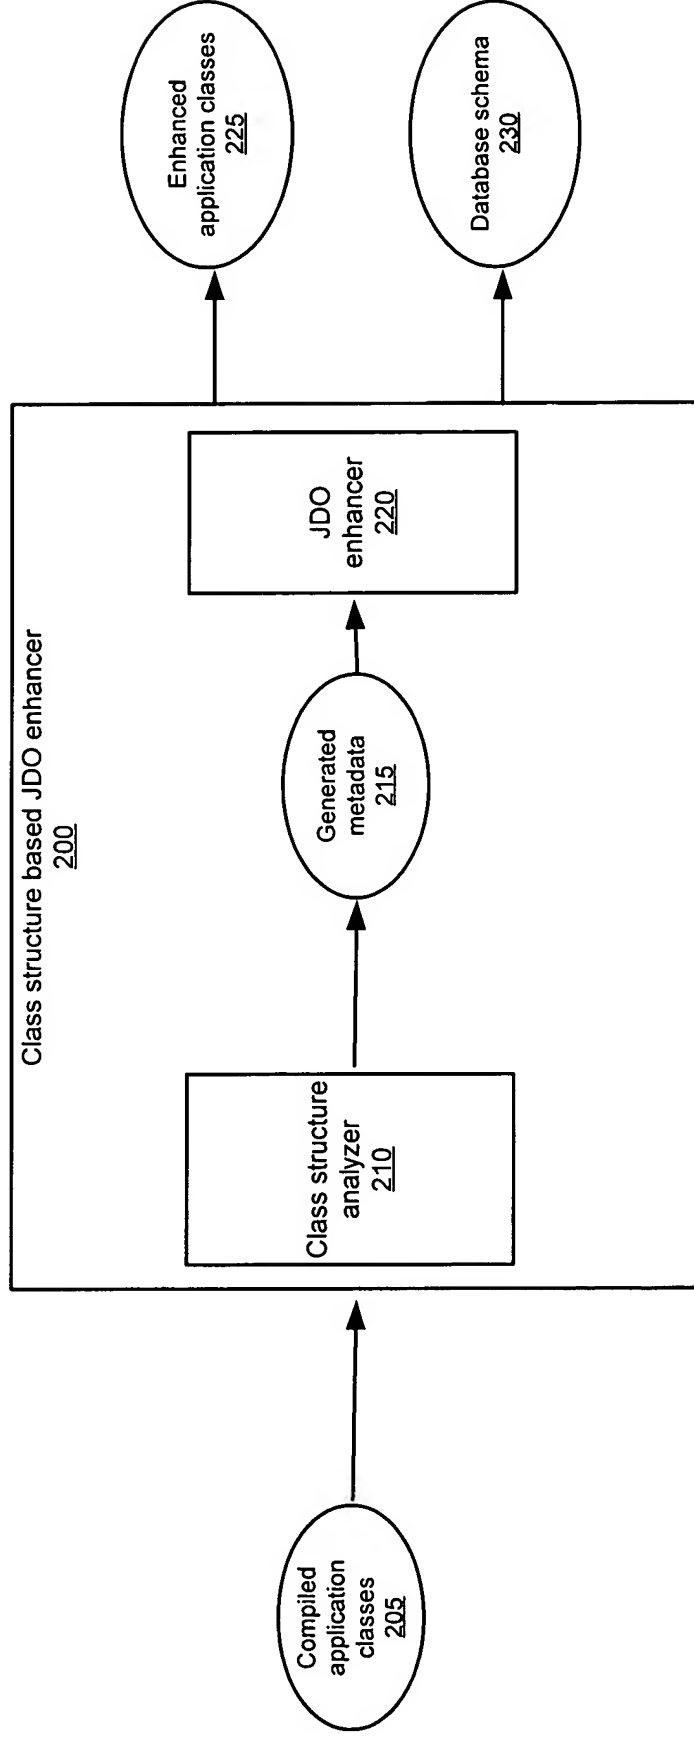 Class structure based JDO enhancer
200
Compiled
application
classes
205
Class structure
analyzer
210
Generated
metadata
215
JDO
enhancer
220
Enhanced
application classes
225
Database schema
230